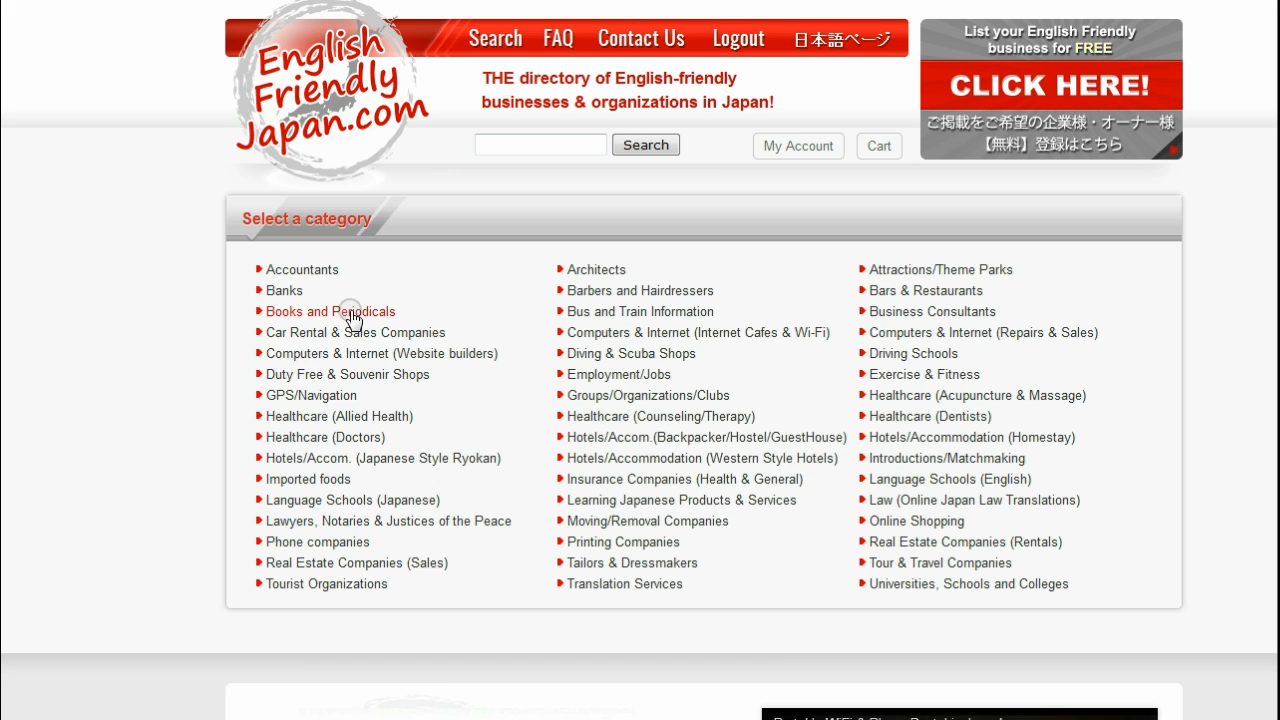 English
Friendly
Japan.com
Search FAQ Contact Us Logout 日本語ページ
THE directory of English-friendly
businesses & organizations in Japan!
Search
My Account Cart
List your English Friendly
business for FREE
CLICK HERE!
ご掲載をご希望の企業様・オーナー様
【無料】登録はこちら
Select a category
Accountants Architects Attractions/Theme Parks
Banks Barbers and Hairdressers Bars & Restaurants
Books and Periodicals Bus and Train Information Business Consultants
Car Rental & Sales Companies Computers & Internet (Internet Cafes & Wi-Fi) Computers & Internet (Repairs & Sales)
Computers & Internet (Website builders) Diving & Scuba Shops Driving Schools
Duty Free & Souvenir Shops Employment/Jobs Exercise & Fitness
GPS/Navigation Groups/Organizations/Clubs Healthcare (Acupuncture & Massage)
Healthcare (Allied Health) Healthcare (Counseling/Therapy) Healthcare (Dentists)
Healthcare (Doctors) Hotels/Accom.(Backpacker/Hostel/GuestHouse) Hotels/Accommodation (Homestay)
Hotels/Accom. (Japanese Style Ryokan) Hotels/Accommodation (Western Style Hotels) Introductions/Matchmaking
Imported foods Insurance Companies (Health & General) Language Schools (English)
Language Schools (Japanese) Learning Japanese Products & Services Law (Online Japan Law Translations)
Lawyers, Notaries & Justices of the Peace Moving/Removal Companies Online Shopping
Phone companies Printing Companies Real Estate Companies (Rentals)
Real Estate Companies (Sales) Tailors & Dressmakers Tour & Travel Companies
Tourist Organizations Translation Services Universities, Schools and Colleges